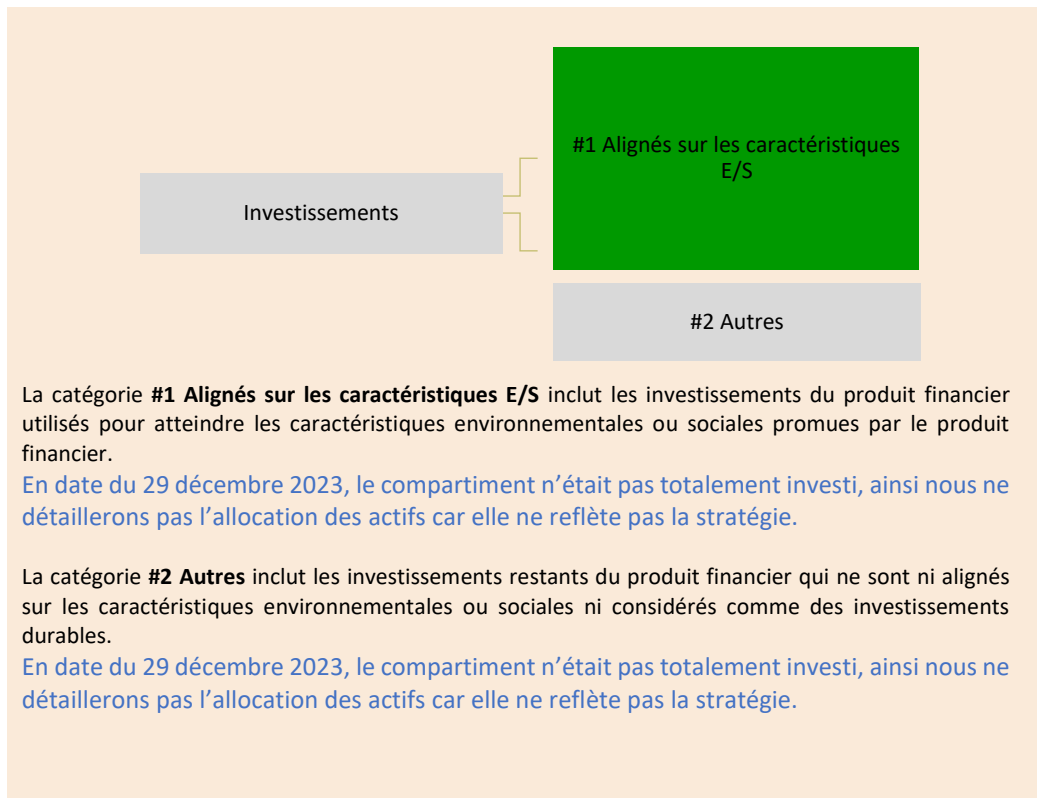 #1 Alignés sur les caractéristiques
E/S
Investissements
#2 Autres
La catégorie #1 Alignés sur les caractéristiques E/S inclut les investissements du produit financier
utilisés pour atteindre les caractéristiques environnementales ou sociales promues par le produit
financier.
En date du 29 décembre 2023, le compartiment n’était pas totalement investi, ainsi nous ne
détaillerons pas l’allocation des actifs car elle ne reflète pas la stratégie.
La catégorie #2 Autres inclut les investissements restants du produit financier qui ne sont ni alignés
sur les caractéristiques environnementales ou sociales ni considérés comme des investissements
durables.
En date du 29 décembre 2023, le compartiment n’était pas totalement investi, ainsi nous ne
détaillerons pas l’allocation des actifs car elle ne reflète pas la stratégie.